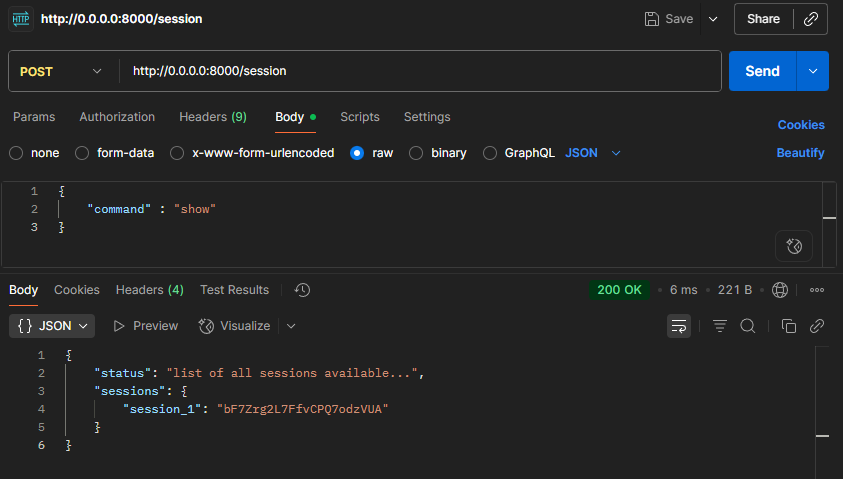 HTTP http://0.0.0.0:8000/session Save Share
POST http://0.0.0.0:8000/session Send
Params Authorization Headers (9) Body Scripts Settings Cookies
none form-data x-www-form-urlencoded raw binary GraphQL JSON Beautify
1 {
2 "command" : "show"
3 }
Body Cookies Headers (4) Test Results 200 OK • 6 ms • 221 B •
{} JSON Preview Visualize
1 {
2 "status": "list of all sessions available...",
3 "sessions": {
4 "session_1": "bF7Zrg2L7FfvCPQ7odzVUA"
5 }
6 }